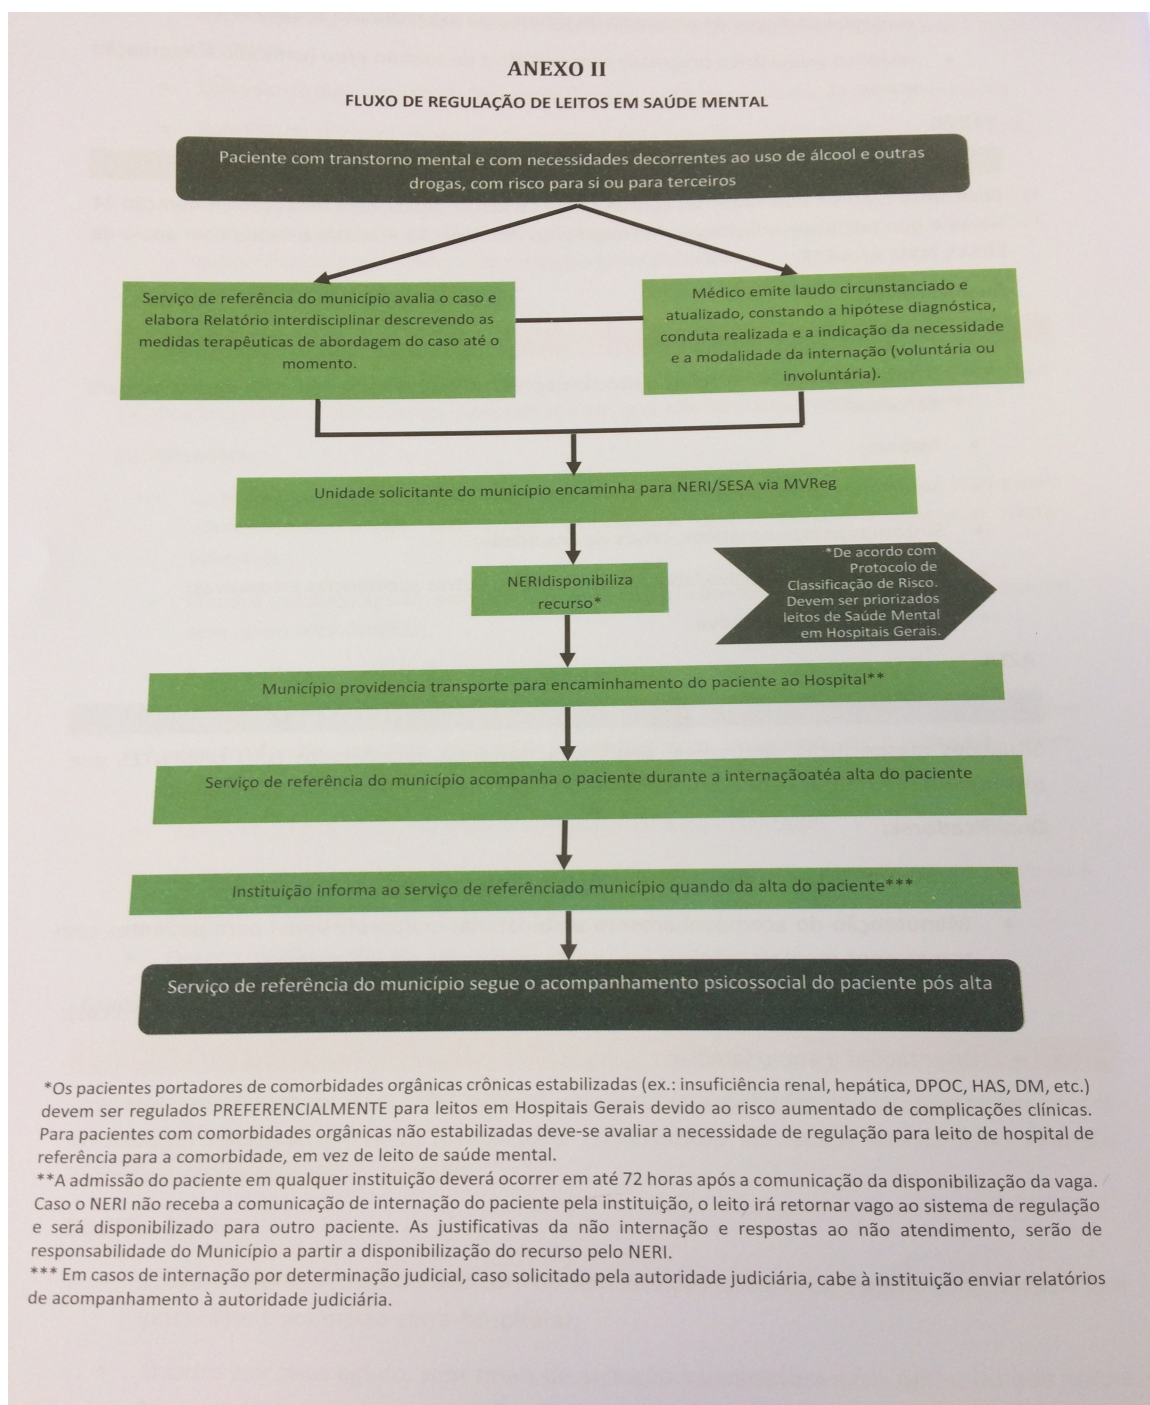 ANEXO II
FLUXO DE REGULAÇÃO DE LEITOS EM SAÚDE MENTAL
Paciente com transtorno mental e com necessidades decorrentes ao uso de álcool e outras
drogas, com risco para si ou para terceiros
Serviço de referência do município avalia o caso e
elabora Relatório interdisciplinar descrevendo as
medidas terapêuticas de abordagem do caso até o
momento.
Médico emite laudo circunstanciado e
atualizado, constando a hipótese diagnóstica,
conduta realizada e a indicação da necessidade
e a modalidade da internação (voluntária ou
involuntária).
Unidade solicitante do município encaminha para NERI/SESA via MVReg
NERIdisponibiliza
recurso*
*De acordo com
Protocolo de
Classificação de Risco.
Devem ser priorizados
leitos de Saúde Mental
em Hospitais Gerais.
Município providencia transporte para encaminhamento do paciente ao Hospital**
Serviço de referência do município acompanha o paciente durante a internaçãoatéa alta do paciente
Instituição informa ao serviço de referênciado município quando da alta do paciente***
Serviço de referência do município segue o acompanhamento psicossocial do paciente pós alta
*Os pacientes portadores de comorbidades orgânicas crônicas estabilizadas (ex.: insuficiência renal, hepática, DPOC, HAS, DM, etc.)
devem ser regulados PREFERENCIALMENTE para leitos em Hospitais Gerais devido ao risco aumentado de complicações clínicas.
Para pacientes com comorbidades orgânicas não estabilizadas deve-se avaliar a necessidade de regulação para leito de hospital de
referência para a comorbidade, em vez de leito de saúde mental.
**A admissão do paciente em qualquer instituição deverá ocorrer em até 72 horas após a comunicação da disponibilização da vaga.
Caso o NERI não receba a comunicação de internação do paciente pela instituição, o leito irá retornar vago ao sistema de regulação
e será disponibilizado para outro paciente. As justificativas da não internação e respostas ao não atendimento, serão de
responsabilidade do Município a partir a disponibilização do recurso pelo NERI.
*** Em casos de internação por determinação judicial, caso solicitado pela autoridade judiciária, cabe à instituição enviar relatórios
de acompanhamento à autoridade judiciária.